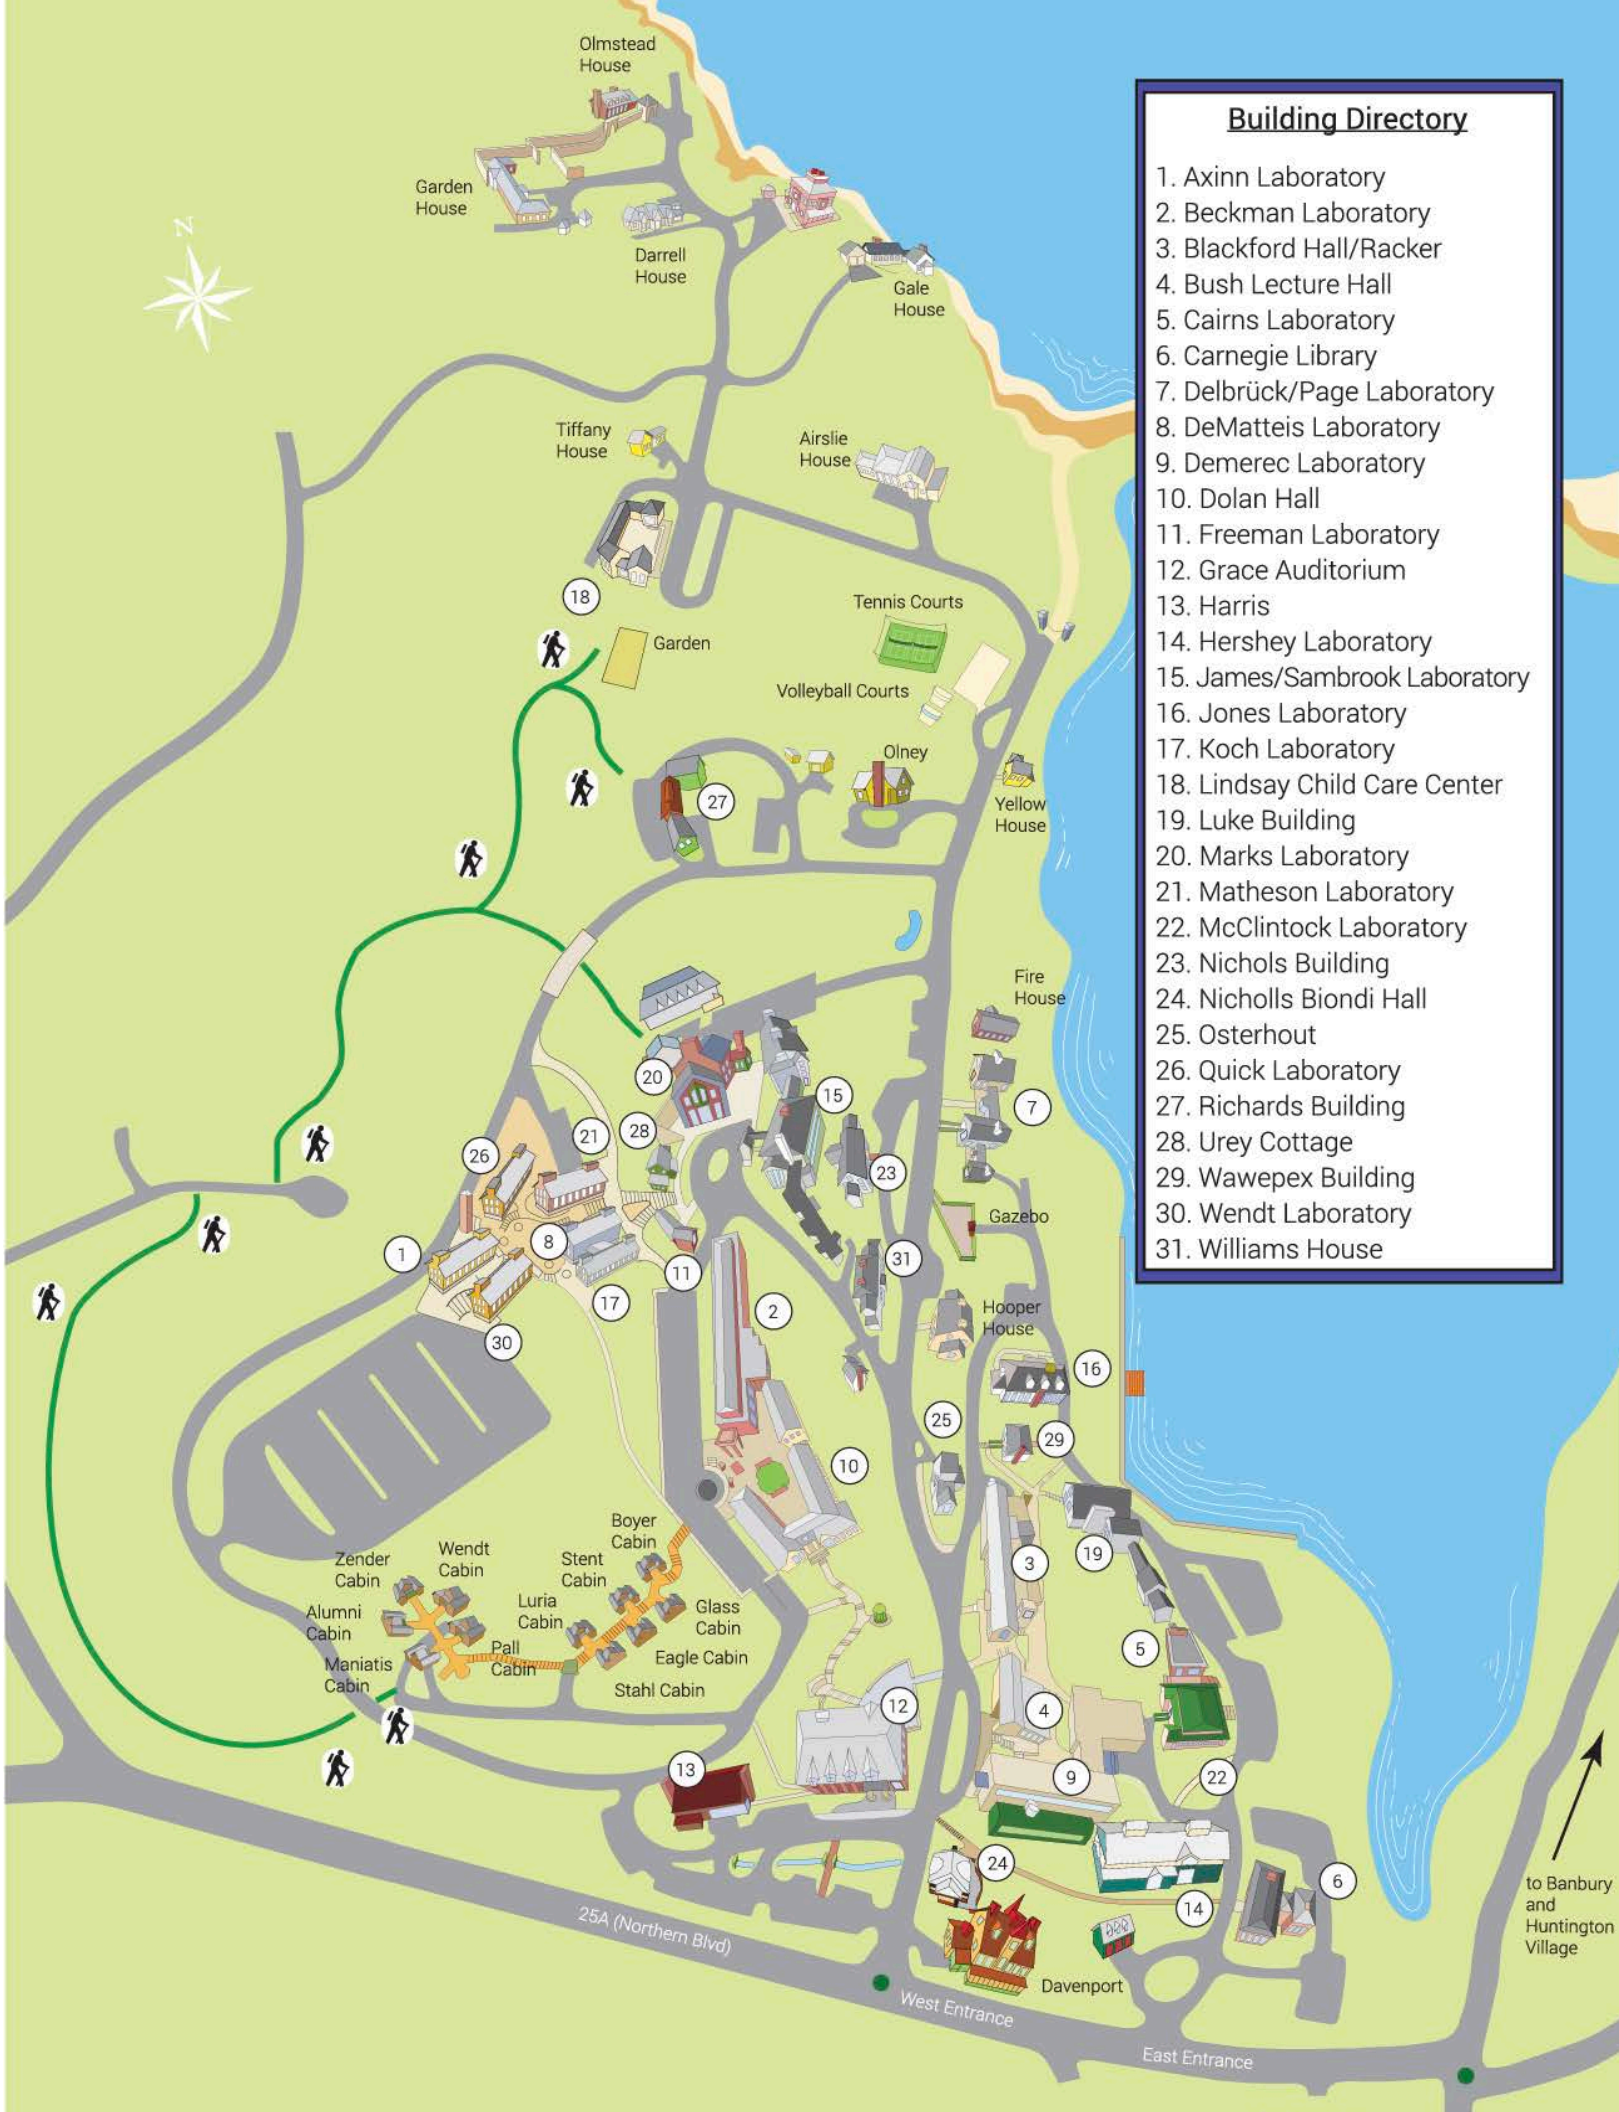 Olmstead
House
Garden
House
N
Darrell
House
Gale
House
Tiffany
House
Airslie
House
18
Tennis Courts
Garden
Volleyball Courts
Olney
27
Yellow
House
Fire
House
20
15
7
21
28
26
23
Gazebo
1
8
31
11
17
2
Hooper
House
30
16
25
29
10
Boyer
Cabin
Wendt
Cabin
Zender
Cabin
Stent
Cabin
3
19
Luria
Cabin
Glass
Cabin
Alumni
Cabin
5
Pall
Cabin
Eagle Cabin
Maniatis
Cabin
Stahl Cabin
12
4
13
9
22
24
6
14
to Banbury
and
Huntington
Village
25A (Northern Blvd)
Davenport
West Entrance
East Entrance
Building Directory
1. Axinn Laboratory
2. Beckman Laboratory
3. Blackford Hall/Racker
4. Bush Lecture Hall
5. Cairns Laboratory
6. Carnegie Library
7. Delbrück/Page Laboratory
8. DeMatteis Laboratory
9. Demerec Laboratory
10. Dolan Hall
11. Freeman Laboratory
12. Grace Auditorium
13. Harris
14. Hershey Laboratory
15. James/Sambrook Laboratory
16. Jones Laboratory
17. Koch Laboratory
18. Lindsay Child Care Center
19. Luke Building
20. Marks Laboratory
21. Matheson Laboratory
22. McClintock Laboratory
23. Nichols Building
24. Nicholls Biondi Hall
25. Osterhout
26. Quick Laboratory
27. Richards Building
28. Urey Cottage
29. Wawepex Building
30. Wendt Laboratory
31. Williams House